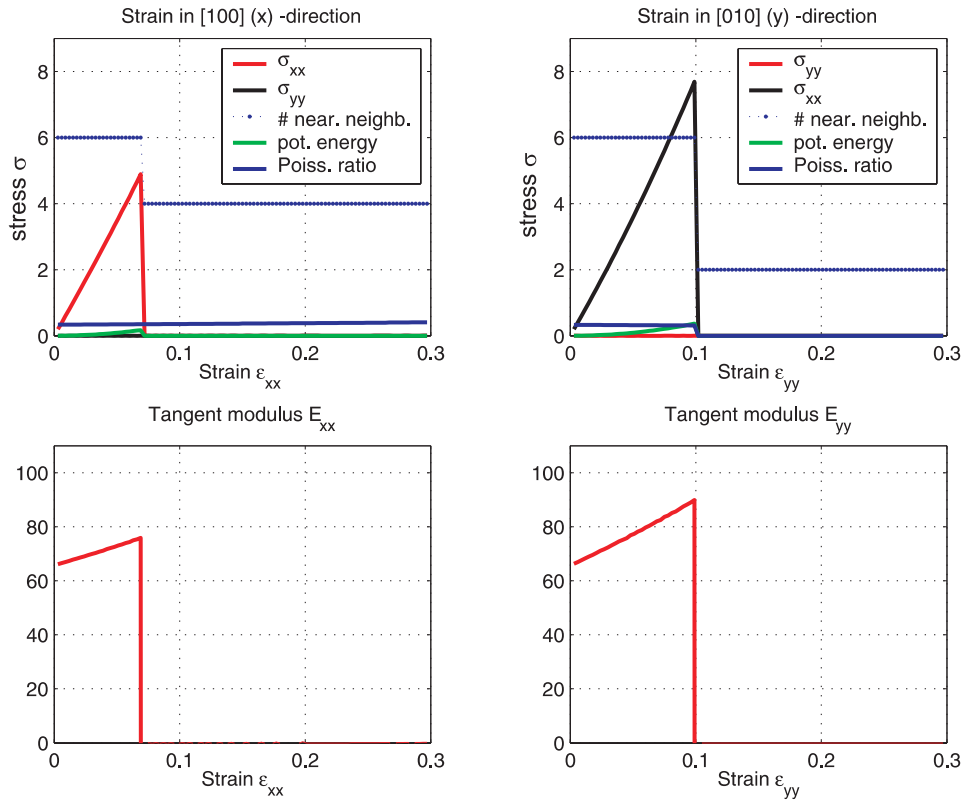 Strain in [100] (x) -direction
8
6
4
2
0
stress σ
σxx
σyy
# near. neighb.
pot. energy
Poiss. ratio
0
0.1
0.2
0.3
Strain εxx
Strain in [010] (y) -direction
8
6
4
2
0
stress σ
σyy
σxx
# near. neighb.
pot. energy
Poiss. ratio
0
0.1
0.2
0.3
Strain εyy
Tangent modulus Exx
100
80
60
40
20
0
0
0.1
0.2
0.3
Strain εxx
Tangent modulus Eyy
100
80
60
40
20
0
0
0.1
0.2
0.3
Strain εyy